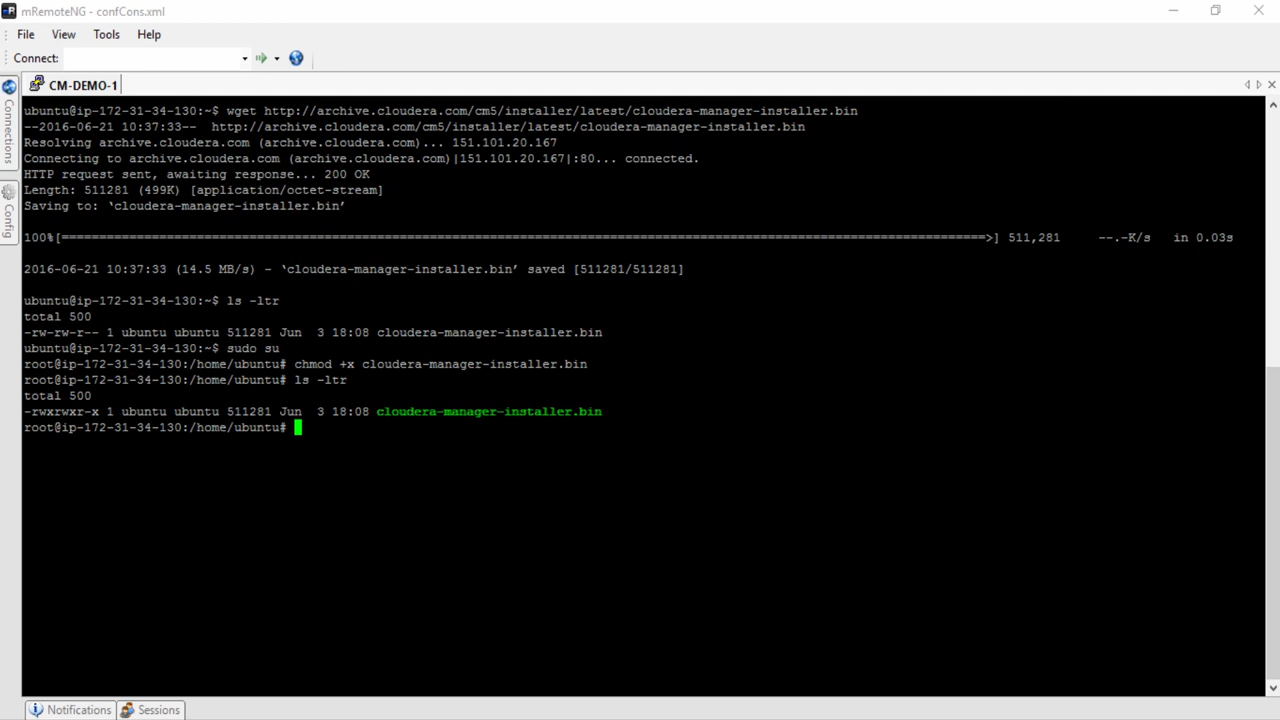 mRemoteNG - confCons.xml
File View Tools Help
Connect:
CM-DEMO-1
Connections
Config
ubuntu@ip-172-31-34-130:~$ wget http://archive.cloudera.com/cm5/installer/latest/cloudera-manager-installer.bin
--2016-06-21 10:37:33-- http://archive.cloudera.com/cm5/installer/latest/cloudera-manager-installer.bin
Resolving archive.cloudera.com (archive.cloudera.com)... 151.101.20.167
Connecting to archive.cloudera.com (archive.cloudera.com)|151.101.20.167|:80... connected.
HTTP request sent, awaiting response... 200 OK
Length: 511281 (499K) [application/octet-stream]
Saving to: ‘cloudera-manager-installer.bin’
100%[===========================================================================================================================>] 511,281 --.-K/s in 0.03s
2016-06-21 10:37:33 (14.5 MB/s) - ‘cloudera-manager-installer.bin’ saved [511281/511281]
ubuntu@ip-172-31-34-130:~$ ls -ltr
total 500
-rw-rw-r-- 1 ubuntu ubuntu 511281 Jun  3 18:08 cloudera-manager-installer.bin
ubuntu@ip-172-31-34-130:~$ sudo su
root@ip-172-31-34-130:/home/ubuntu# chmod +x cloudera-manager-installer.bin
root@ip-172-31-34-130:/home/ubuntu# ls -ltr
total 500
-rwxrwxr-x 1 ubuntu ubuntu 511281 Jun  3 18:08 cloudera-manager-installer.bin
root@ip-172-31-34-130:/home/ubuntu#
Notifications Sessions